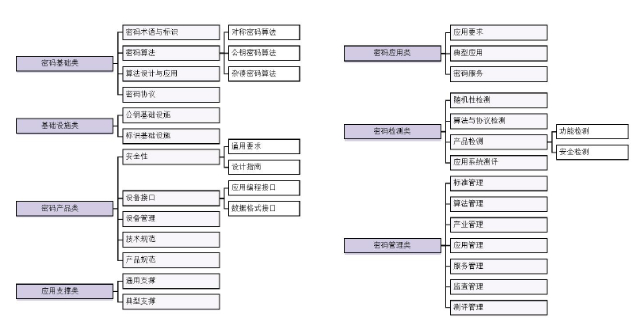 密码基础类
密码术语与标识
密码算法
对称密码算法
公钥密码算法
杂凑密码算法
算法设计与应用
密码协议
基础设施类
公钥基础设施
标识基础设施
密码产品类
安全性
通用要求
设计指南
设备接口
应用编程接口
数据格式接口
设备管理
技术规范
产品规范
应用支撑类
通用支撑
典型支撑
密码应用类
应用要求
典型应用
密码服务
密码检测类
随机性检测
算法与协议检测
产品检测
功能检测
安全检测
应用系统测评
密码管理类
标准管理
算法管理
产业管理
应用管理
服务管理
监查管理
测评管理